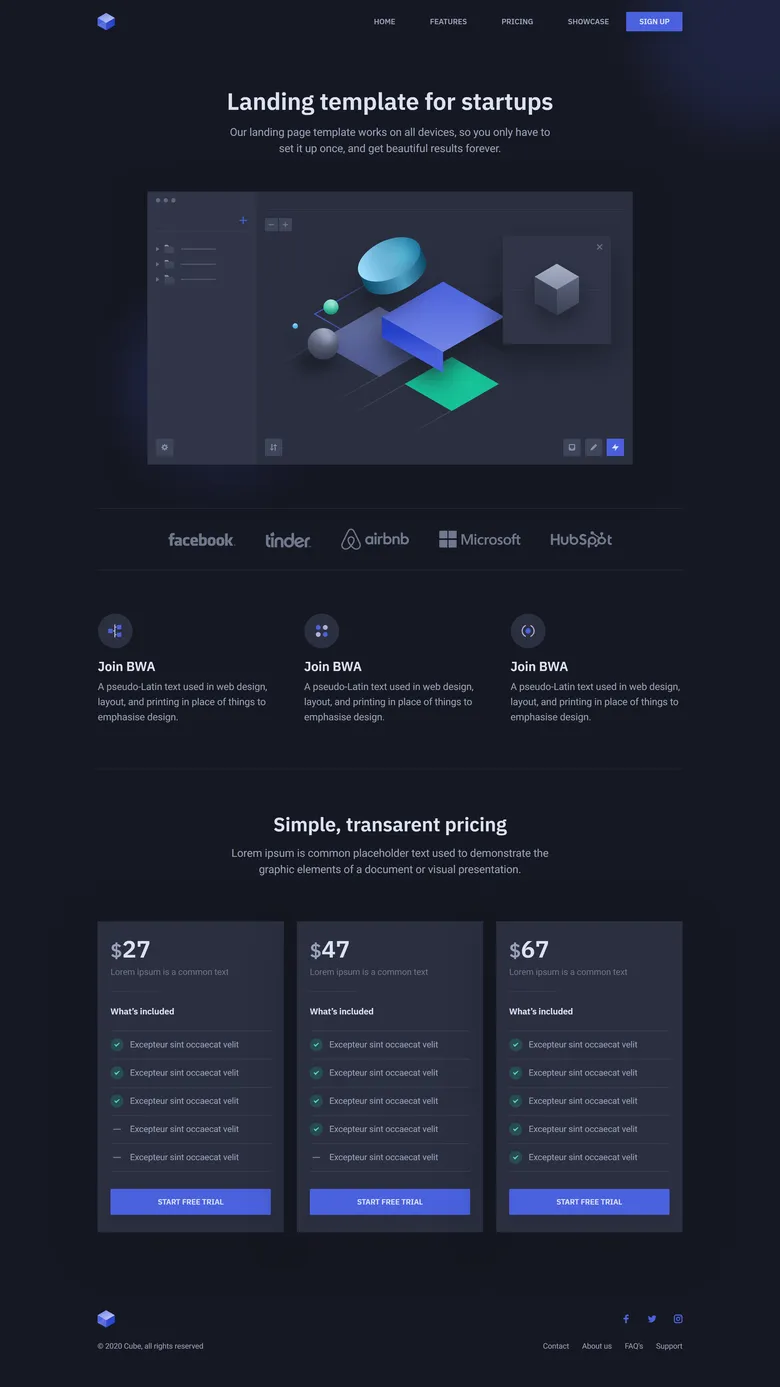 HOME FEATURES PRICING SHOWCASE SIGN UP
Landing template for startups
Our landing page template works on all devices, so you only have to
set it up once, and get beautiful results forever.
facebook. tinder. airbnb Microsoft HubSpot
Join BWA
A pseudo-Latin text used in web design,
layout, and printing in place of things to
emphasise design.
Join BWA
A pseudo-Latin text used in web design,
layout, and printing in place of things to
emphasise design.
Join BWA
A pseudo-Latin text used in web design,
layout, and printing in place of things to
emphasise design.
Simple, transarent pricing
Lorem ipsum is common placeholder text used to demonstrate the
graphic elements of a document or visual presentation.
$27
Lorem ipsum is a common text
What's included
Excepteur sint occaecat velit
Excepteur sint occaecat velit
Excepteur sint occaecat velit
Excepteur sint occaecat velit
Excepteur sint occaecat velit
START FREE TRIAL
$47
Lorem ipsum is a common text
What's included
Excepteur sint occaecat velit
Excepteur sint occaecat velit
Excepteur sint occaecat velit
Excepteur sint occaecat velit
Excepteur sint occaecat velit
START FREE TRIAL
$67
Lorem ipsum is a common text
What's included
Excepteur sint occaecat velit
Excepteur sint occaecat velit
Excepteur sint occaecat velit
Excepteur sint occaecat velit
Excepteur sint occaecat velit
START FREE TRIAL
© 2020 Cube, all rights reserved
Contact About us FAQ's Support